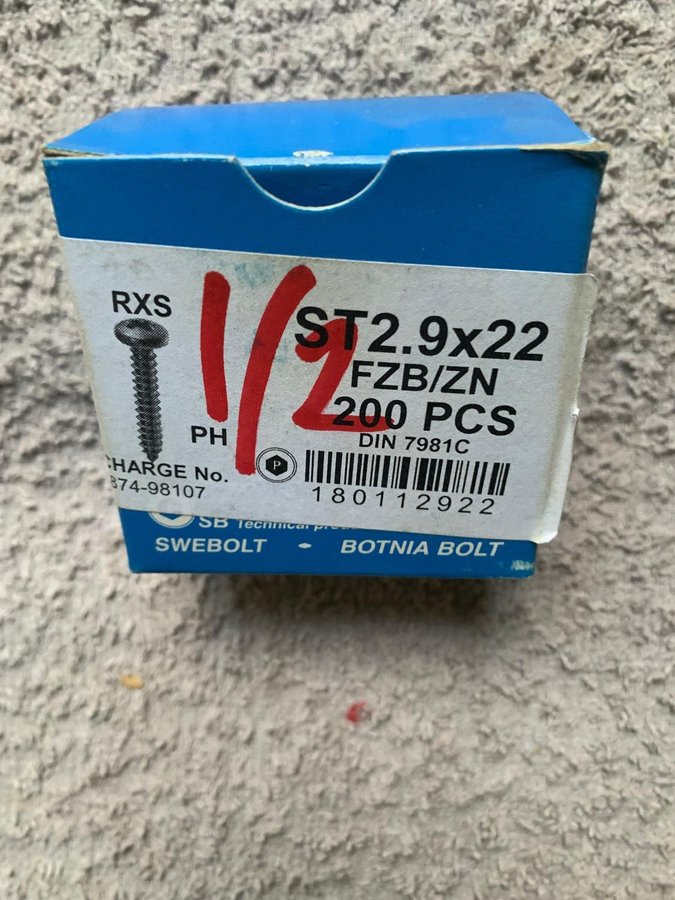 RXS
1/2
ST2.9x22
FZB/ZN
200 PCS
PH
DIN 7981C
P
CHARGE No.
874-98107
180112922
SB Technical
SWEBOLT - BOTNIA BOLT